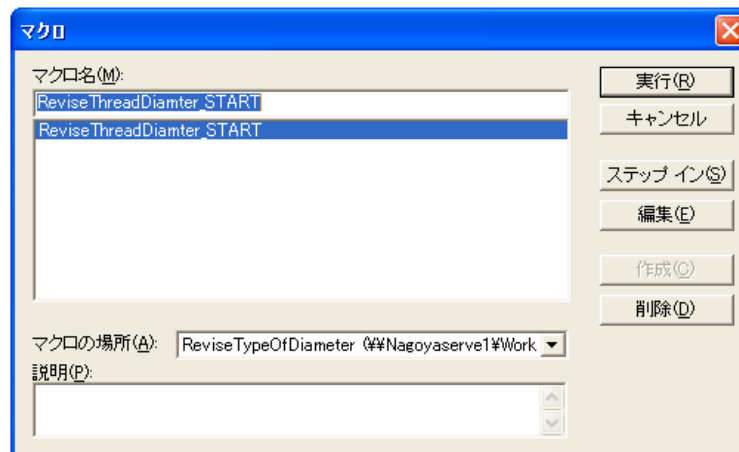 マクロ
マクロ名(M):
ReviseThreadDiamter_START
ReviseThreadDiamter_START
実行(R)
キャンセル
ステップ イン(S)
編集(E)
作成(C)
削除(D)
マクロの場所(A):
ReviseTypeOfDiameter (¥¥Nagoyaserve1¥Work
説明(P):